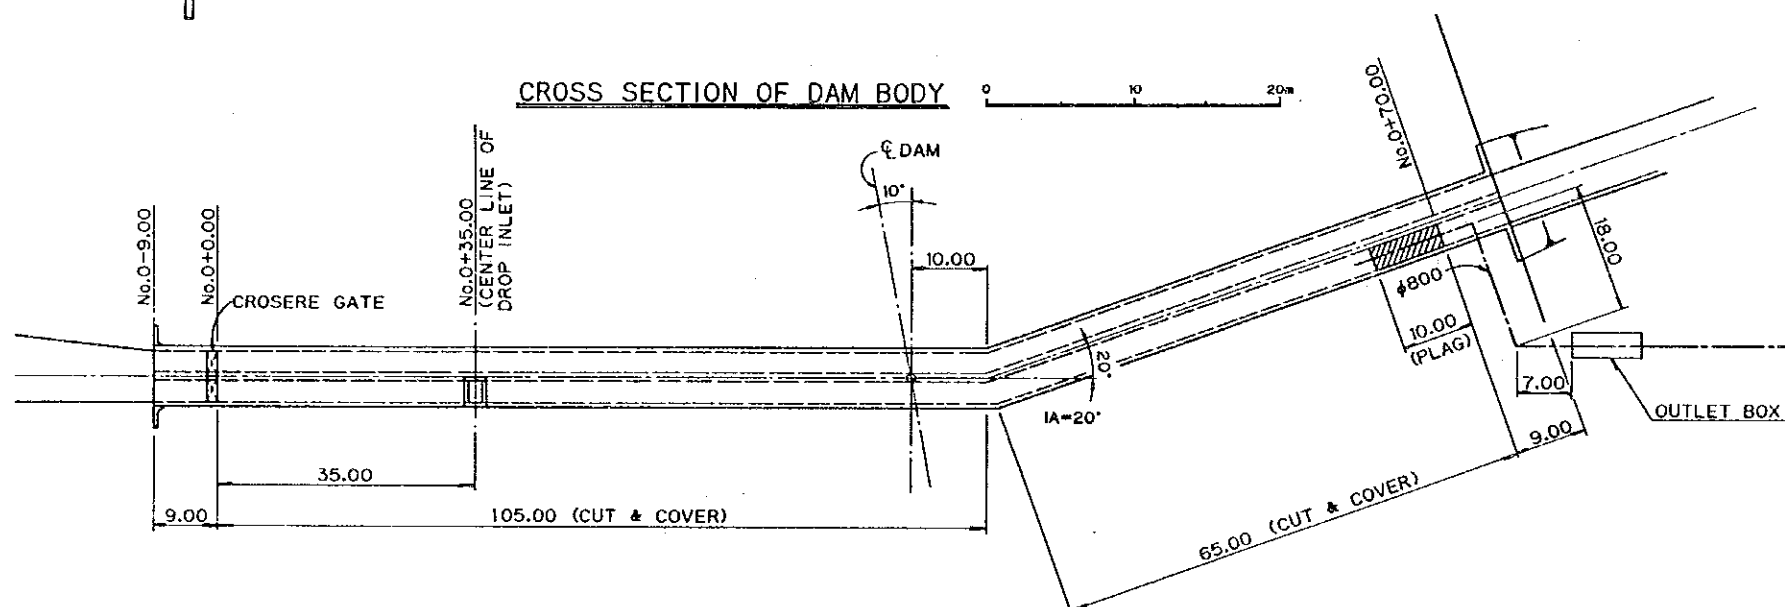 CROSS SECTION OF DAM BODY
0 10 20m
No.0-9.00
No.0+0.00
CROSERE GATE
No.0+35.00
(CENTER LINE OF
DROP INLET)
℄ DAM
10°
10.00
20°
IA=20°
No.0+70.00
18.00
φ800
10.00
(PLAG)
7.00
9.00
OUTLET BOX
35.00
9.00
105.00 (CUT & COVER)
65.00 (CUT & COVER)